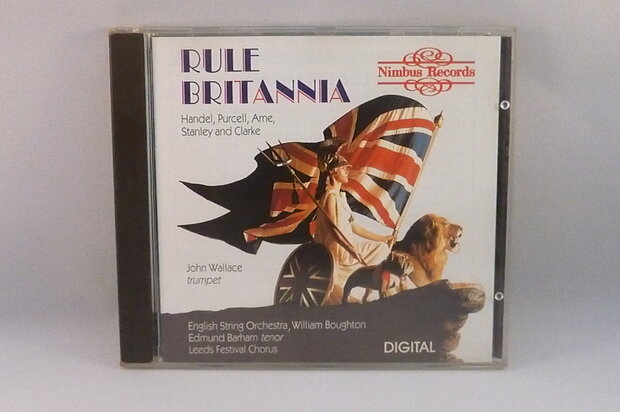 RULE
BRITANNIA
Nimbus Records
Handel, Purcell, Arne,
Stanley and Clarke
John Wallace
trumpet
English String Orchestra, William Boughton
Edmund Barham tenor
Leeds Festival Chorus
DIGITAL